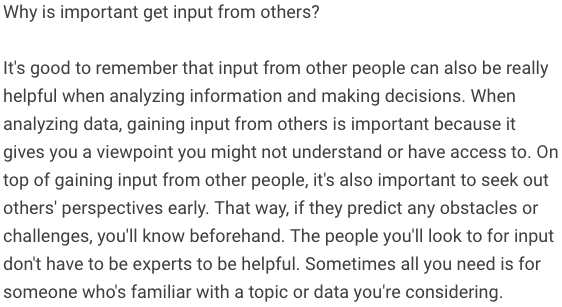 Why is important get input from others?
It's good to remember that input from other people can also be really
helpful when analyzing information and making decisions. When
analyzing data, gaining input from others is important because it
gives you a viewpoint you might not understand or have access to. On
top of gaining input from other people, it's also important to seek out
others' perspectives early. That way, if they predict any obstacles or
challenges, you'll know beforehand. The people you'll look to for input
don't have to be experts to be helpful. Sometimes all you need is for
someone who's familiar with a topic or data you're considering.